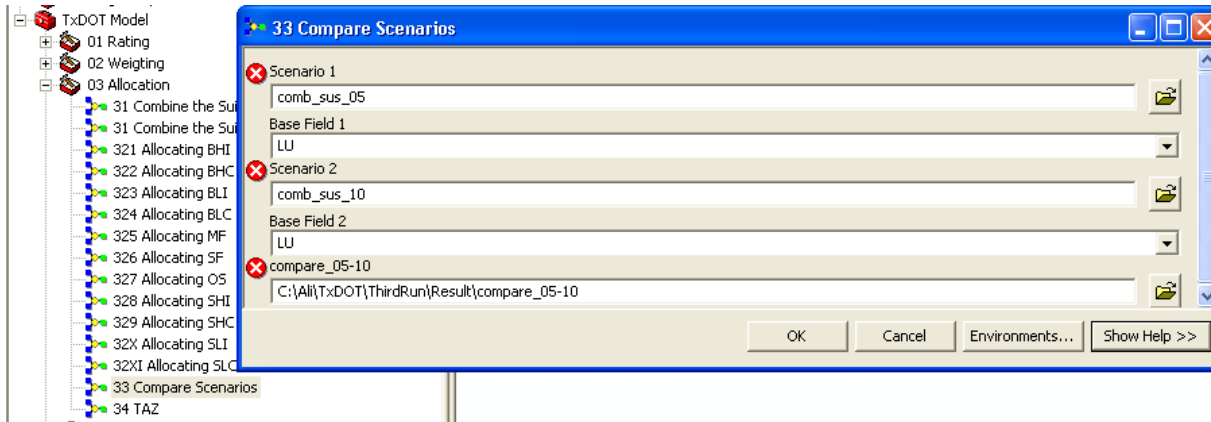 TxDOT Model
01 Rating
02 Weigting
03 Allocation
31 Combine the Sui
31 Combine the Sui
321 Allocating BHI
322 Allocating BHC
323 Allocating BLI
324 Allocating BLC
325 Allocating MF
326 Allocating SF
327 Allocating OS
328 Allocating SHI
329 Allocating SHC
32X Allocating SLI
32XI Allocating SLC
33 Compare Scenarios
34 TAZ
33 Compare Scenarios
Scenario 1
comb_sus_05
Base Field 1
LU
Scenario 2
comb_sus_10
Base Field 2
LU
compare_05-10
C:\Ali\TxDOT\ThirdRun\Result\compare_05-10
OK Cancel Environments... Show Help >>